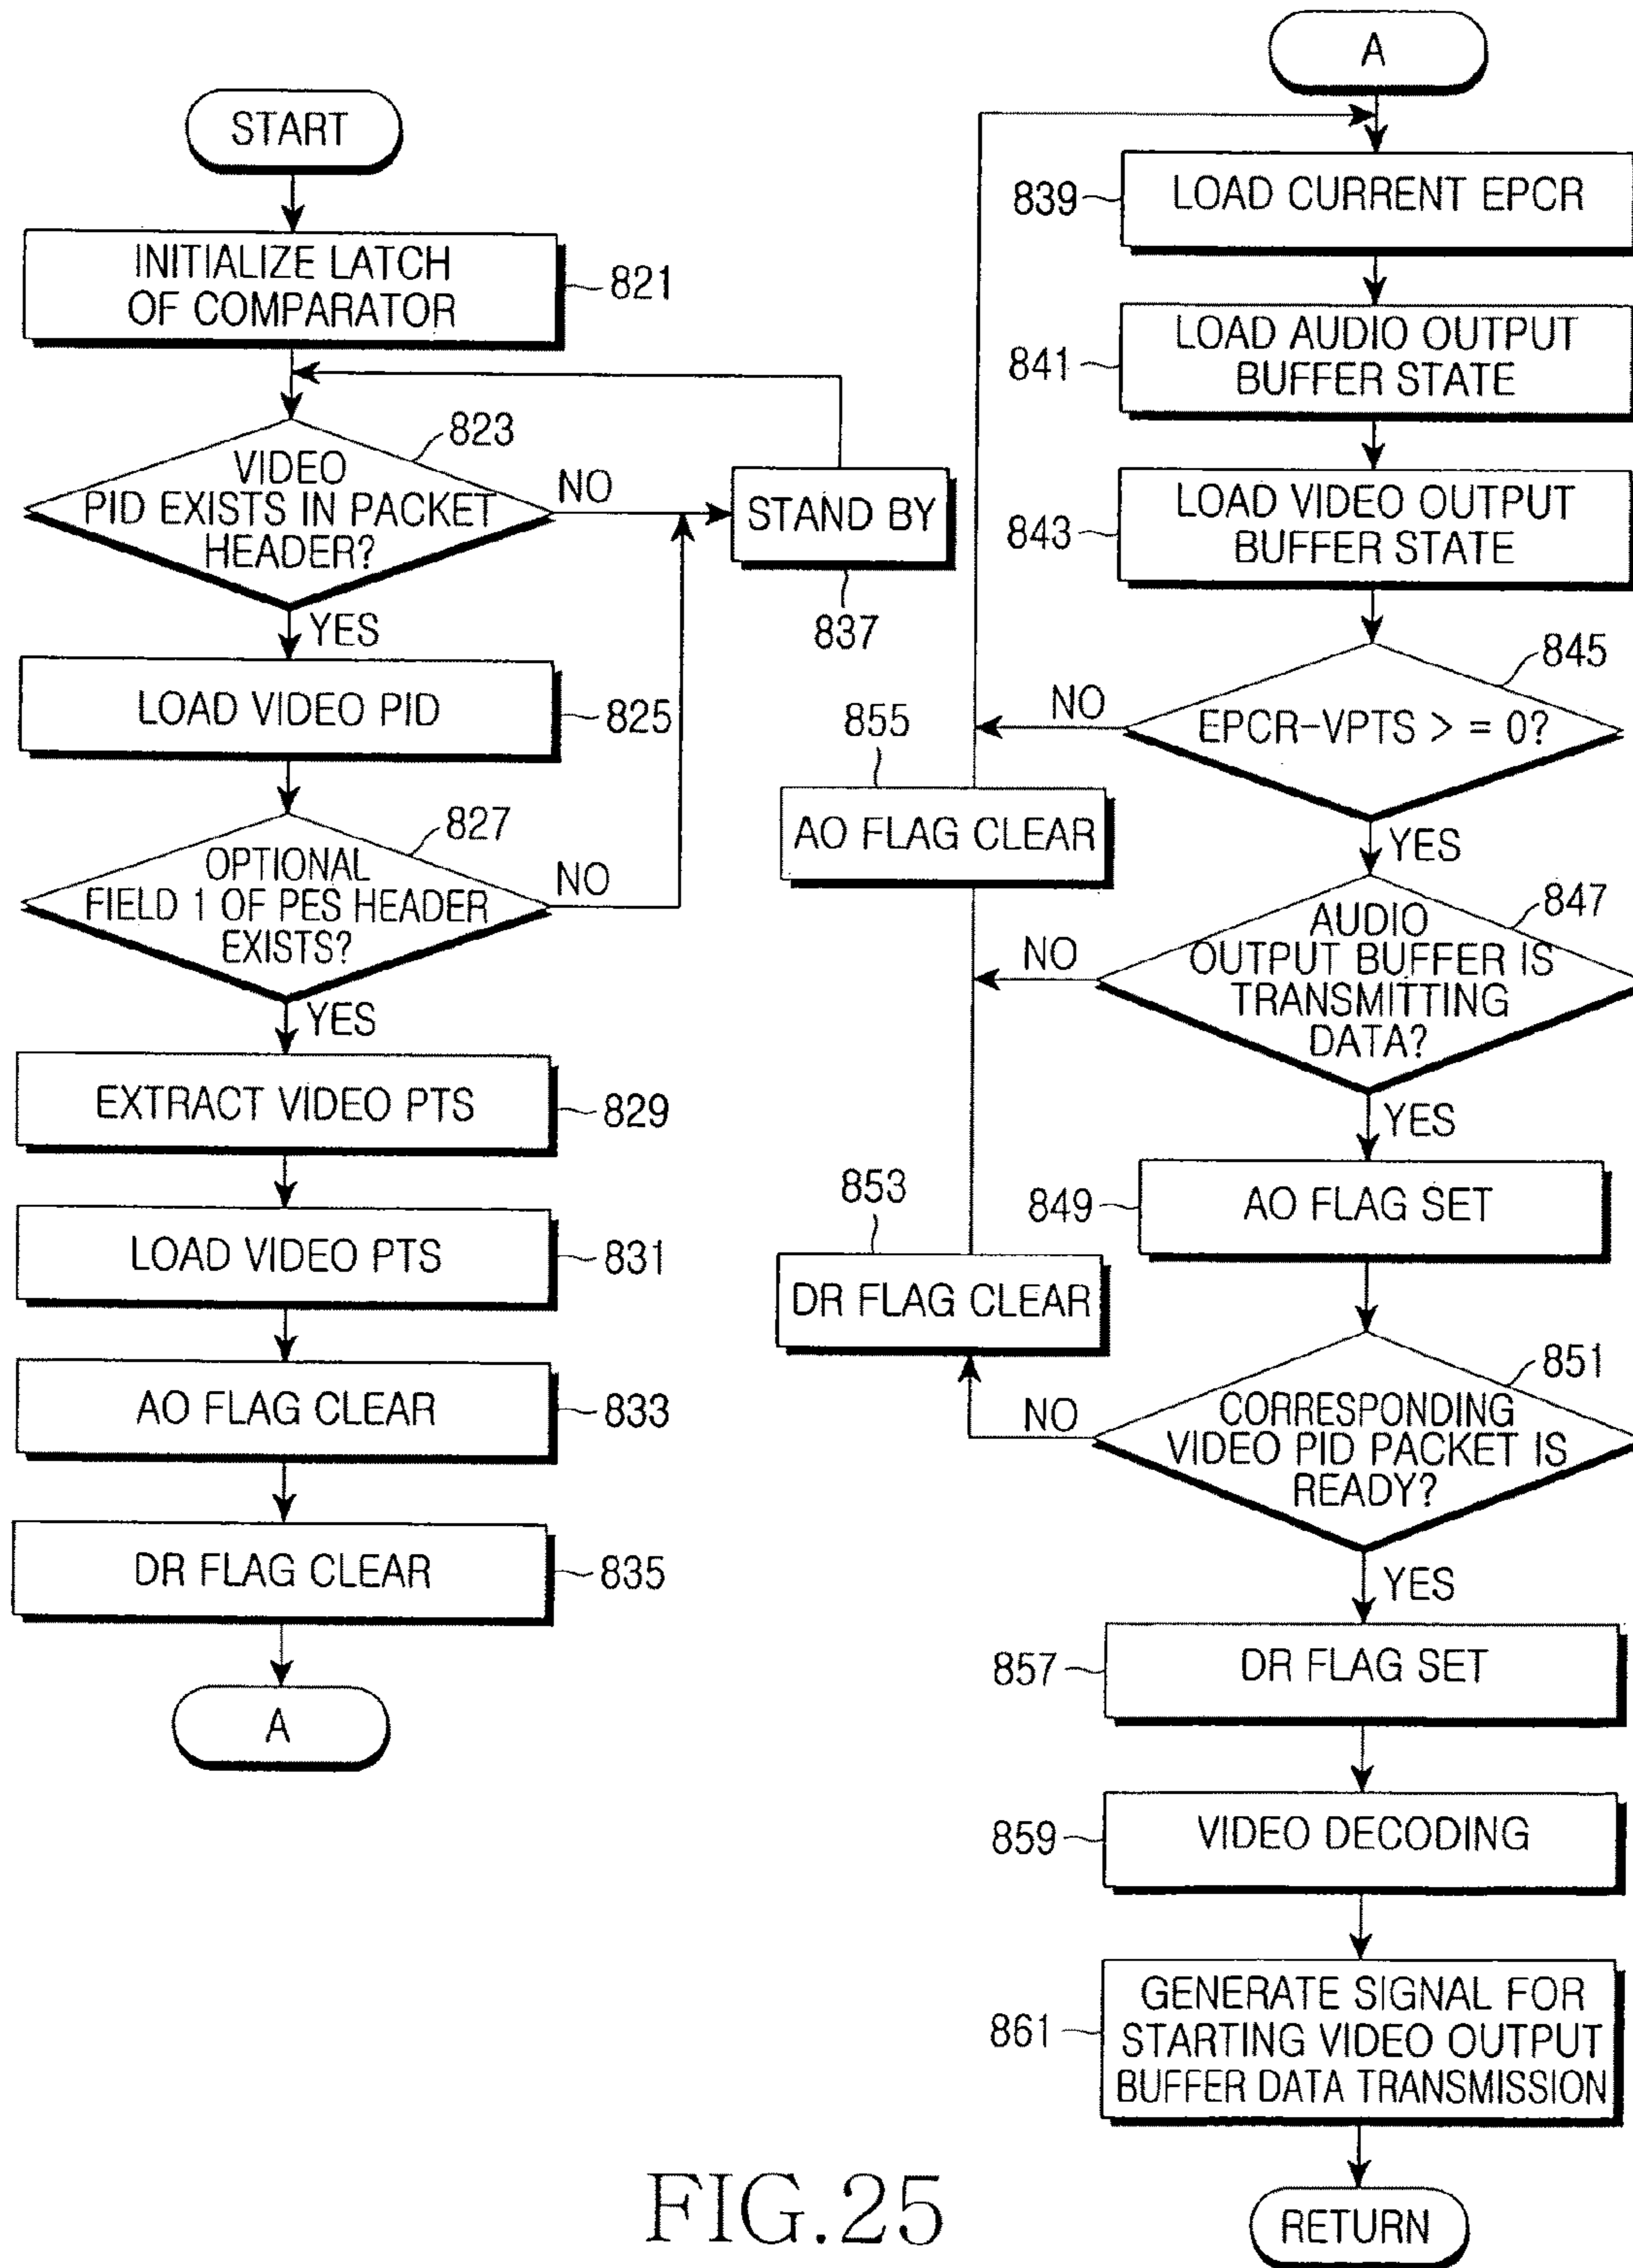 START
INITIALIZE LATCH
OF COMPARATOR
821
823
VIDEO
PID EXISTS IN PACKET
HEADER?
NO
STAND BY
837
YES
LOAD VIDEO PID
825
827
OPTIONAL
FIELD 1 OF PES HEADER
EXISTS?
NO
YES
EXTRACT VIDEO PTS
829
LOAD VIDEO PTS
831
AO FLAG CLEAR
833
DR FLAG CLEAR
835
A
A
839
LOAD CURRENT EPCR
841
LOAD AUDIO OUTPUT
BUFFER STATE
843
LOAD VIDEO OUTPUT
BUFFER STATE
845
EPCR-VPTS > = 0?
NO
855
AO FLAG CLEAR
YES
847
AUDIO
OUTPUT BUFFER IS
TRANSMITTING
DATA?
NO
YES
849
AO FLAG SET
853
DR FLAG CLEAR
851
CORRESPONDING
VIDEO PID PACKET IS
READY?
NO
YES
857
DR FLAG SET
859
VIDEO DECODING
861
GENERATE SIGNAL FOR
STARTING VIDEO OUTPUT
BUFFER DATA TRANSMISSION
RETURN
FIG.25